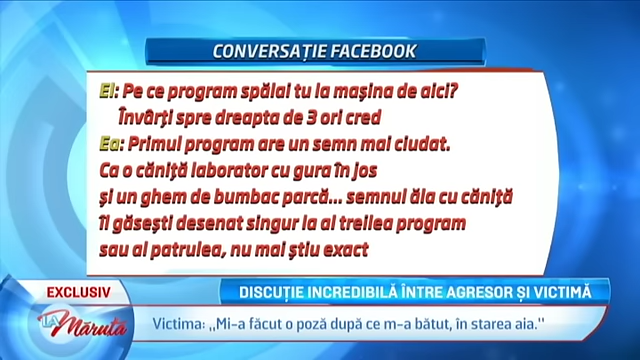 CONVERSAȚIE FACEBOOK
El: Pe ce program spălai tu la mașina de aici?
Învârți spre dreapta de 3 ori cred
Ea: Primul program are un semn mai ciudat.
Ca o căniță laborator cu gura în jos
și un ghem de bumbac parcă... semnul ăla cu căniță
îl găsești desenat singur la al treilea program
sau al patrulea, nu mai știu exact
EXCLUSIV
DISCUȚIE INCREDIBILĂ ÎNTRE AGRESOR ȘI VICTIMĂ
LA
Măruță
Victima: ,,Mi-a făcut o poză după ce m-a bătut, în starea aia."